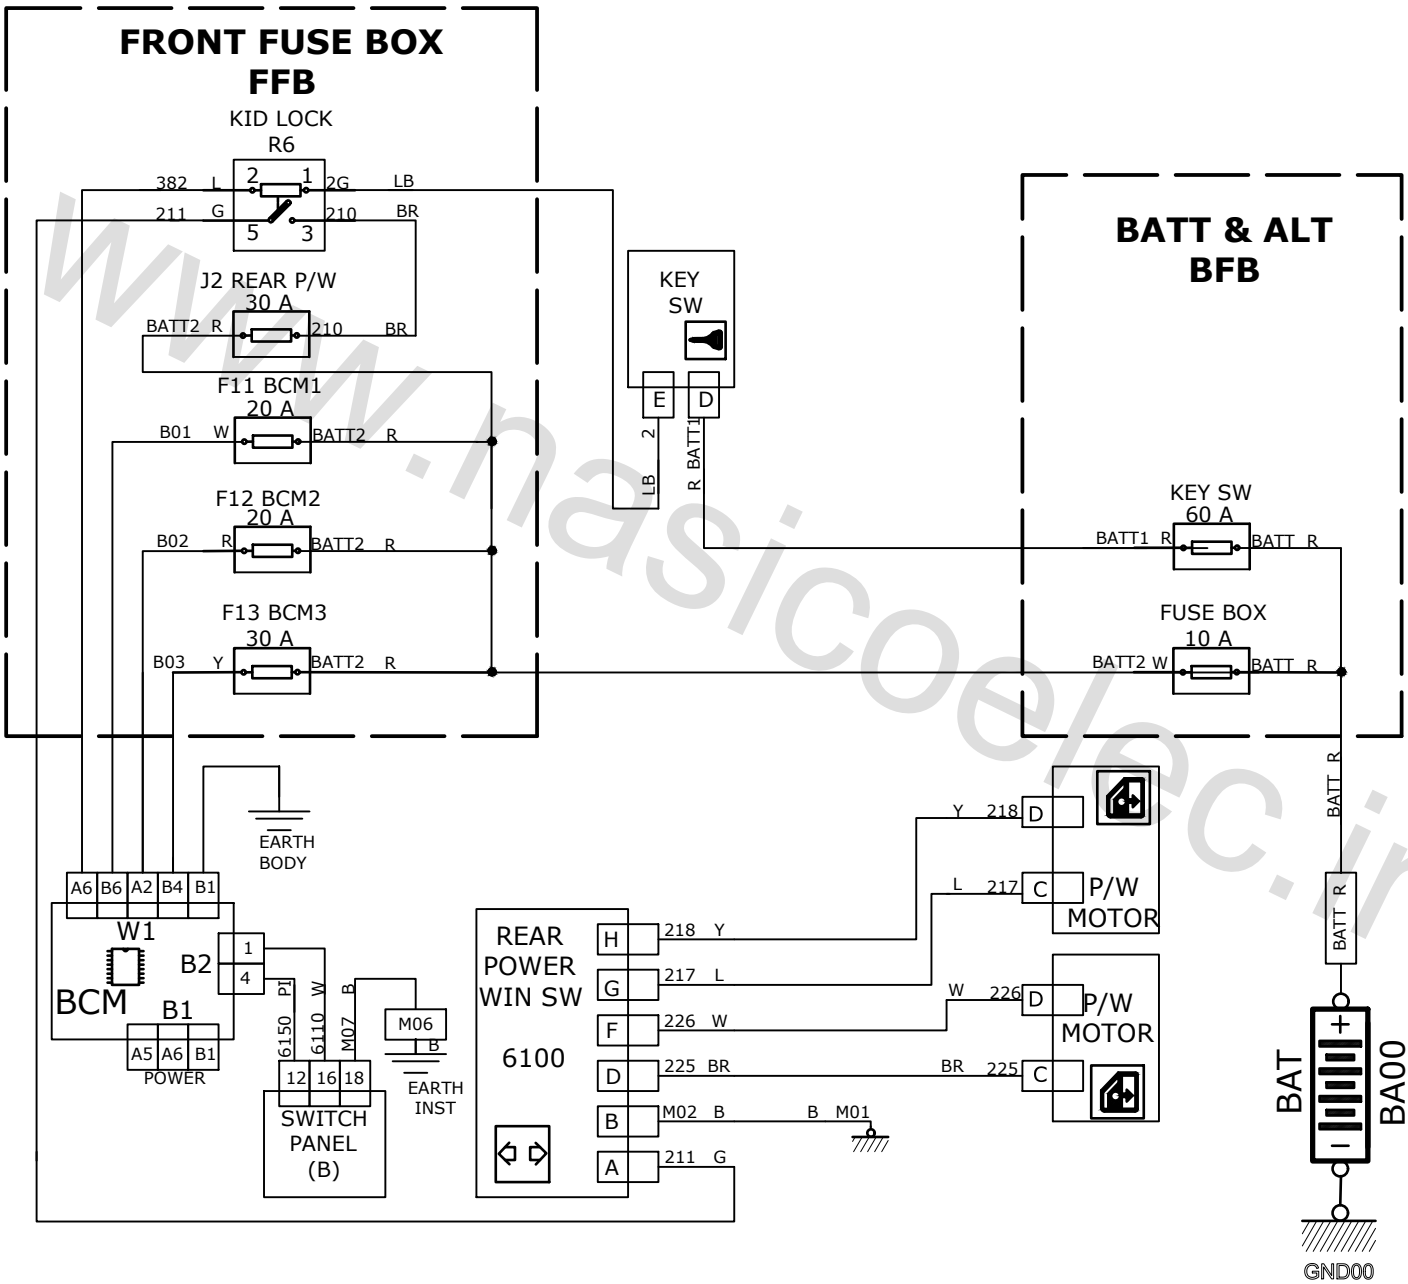 FRONT FUSE BOX
FFB
KID LOCK
R6
382 L 2 1 2G LB
211 G 5 3 210 BR
J2 REAR P/W
30 A
BATT2 R 210 BR
F11 BCM1
20 A
B01 W BATT2 R
F12 BCM2
20 A
B02 R BATT2 R
F13 BCM3
30 A
B03 Y BATT2 R
KEY
SW
E D
LB 2
R BATT1
BATT & ALT
BFB
KEY SW
60 A
BATT1 R BATT R
FUSE BOX
10 A
BATT2 W BATT R
BATT R
BATT R
EARTH
BODY
A6 B6 A2 B4 B1
W1
BCM
B2
1
4
B1
A5 A6 B1
POWER
6150 PI
6110 W
M07 B
M06
B
EARTH
INST
12 16 18
SWITCH
PANEL
(B)
REAR
POWER
WIN SW
6100
H 218 Y
G 217 L
F 226 W
D 225 BR
B M02 B B M01
A 211 G
Y 218 D
L 217 C
P/W
MOTOR
W 226 D
P/W
MOTOR
BR 225 C
BAT
+
−
BA00
GND00
www.nasicoelec.ir